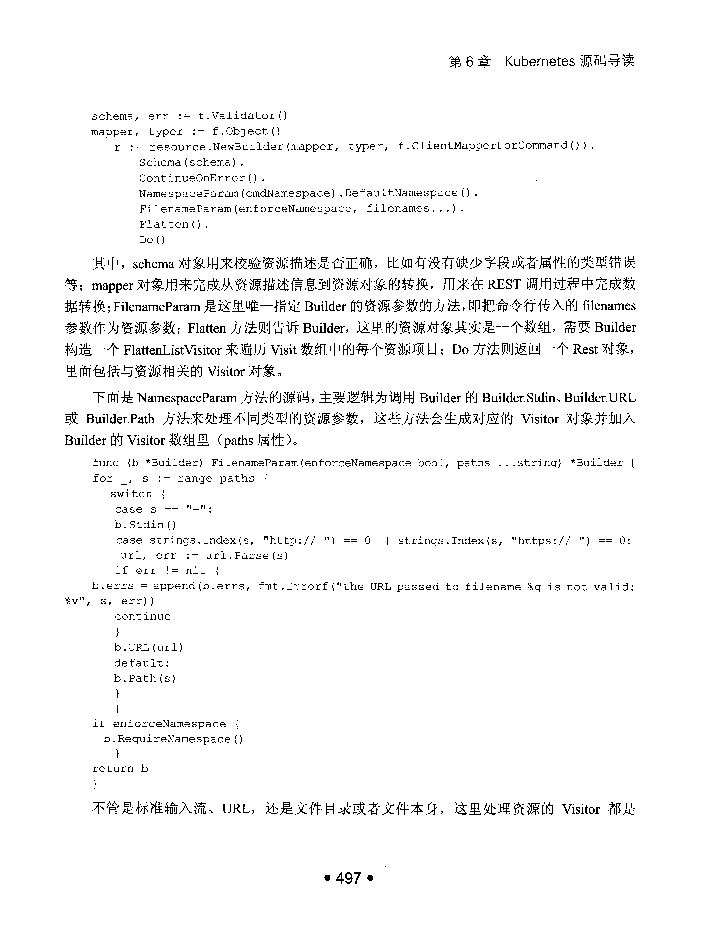 第 6 章 Kubernetes 源码导读
schema, err := f.Validator()
mapper, typer := f.Object()
r := resource.NewBuilder(mapper, typer, f.ClientMapperForCommand()).
Schema(schema).
ContinueOnError().
NamespaceParam(cmdNamespace).DefaultNamespace().
FilenameParam(enforceNamespace, filenames...).
Flatten().
Do()
其中，schema 对象用来校验资源描述是否正确，比如有没有缺少字段或者属性的类型错误
等；mapper 对象用来完成从资源描述信息到资源对象的转换，用来在 REST 调用过程中完成数
据转换；FilenameParam 是这里唯一指定 Builder 的资源参数的方法，即把命令行传入的 filenames
参数作为资源参数；Flatten 方法则告诉 Builder，这里的资源对象其实是一个数组，需要 Builder
构造一个 FlattenListVisitor 来遍历 Visit 数组中的每个资源项目；Do 方法则返回一个 Rest 对象，
里面包括与资源相关的 Visitor 对象。
下面是 NamespaceParam 方法的源码，主要逻辑为调用 Builder 的 Builder.Stdin、Builder.URL
或 Builder.Path 方法来处理不同类型的资源参数，这些方法会生成对应的 Visitor 对象并加入
Builder 的 Visitor 数组里（paths 属性）。
func (b *Builder) FilenameParam(enforceNamespace bool, paths ...string) *Builder {
for _, s := range paths {
switch {
case s == "-":
b.Stdin()
case strings.Index(s, "http://") == 0 || strings.Index(s, "https://") == 0:
url, err := url.Parse(s)
if err != nil {
b.errs = append(b.errs, fmt.Errorf("the URL passed to filename %q is not valid:
%v", s, err))
continue
}
b.URL(url)
default:
b.Path(s)
}
}
if enforceNamespace {
b.RequireNamespace()
}
return b
}
不管是标准输入流、URL，还是文件目录或者文件本身，这里处理资源的 Visitor 都是
• 497 •